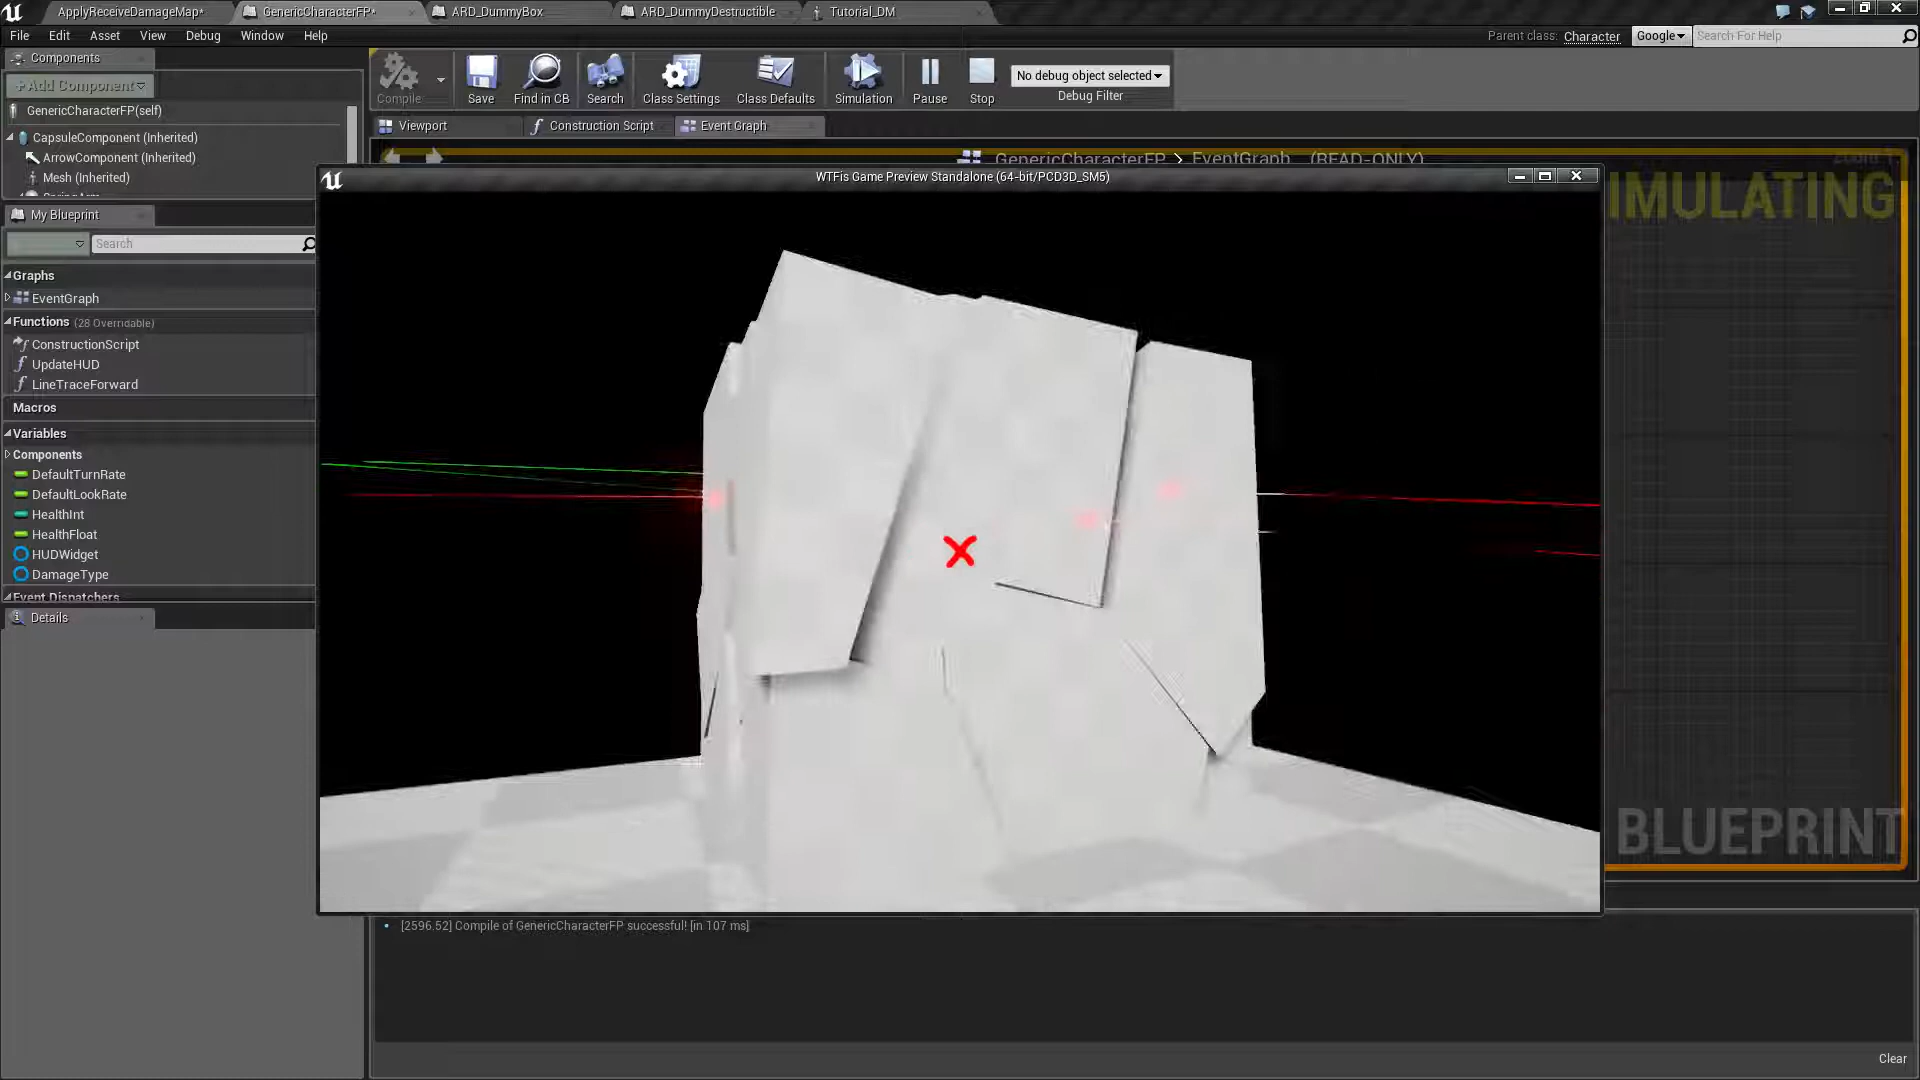 ApplyReceiveDamageMap*
GenericCharacterFP*
ARD_DummyBox
ARD_DummyDestructible
Tutorial_DM
File Edit Asset View Debug Window Help
Parent class: Character
Google
Search For Help
Components
+Add Component
GenericCharacterFP(self)
CapsuleComponent (Inherited)
ArrowComponent (Inherited)
Mesh (Inherited)
Compile
Save
Find in CB
Search
Class Settings
Class Defaults
Simulation
Pause
Stop
No debug object selected
Debug Filter
Viewport
Construction Script
Event Graph
GenericCharacterFP > EventGraph (READ-ONLY)
WTFis Game Preview Standalone (64-bit/PCD3D_SM5)
IMULATING
My Blueprint
Search
Graphs
EventGraph
Functions (28 Overridable)
ConstructionScript
UpdateHUD
LineTraceForward
Macros
Variables
Components
DefaultTurnRate
DefaultLookRate
HealthInt
HealthFloat
HUDWidget
DamageType
Event Dispatchers
Details
BLUEPRINT
[2596.52] Compile of GenericCharacterFP successful! [in 107 ms]
Clear